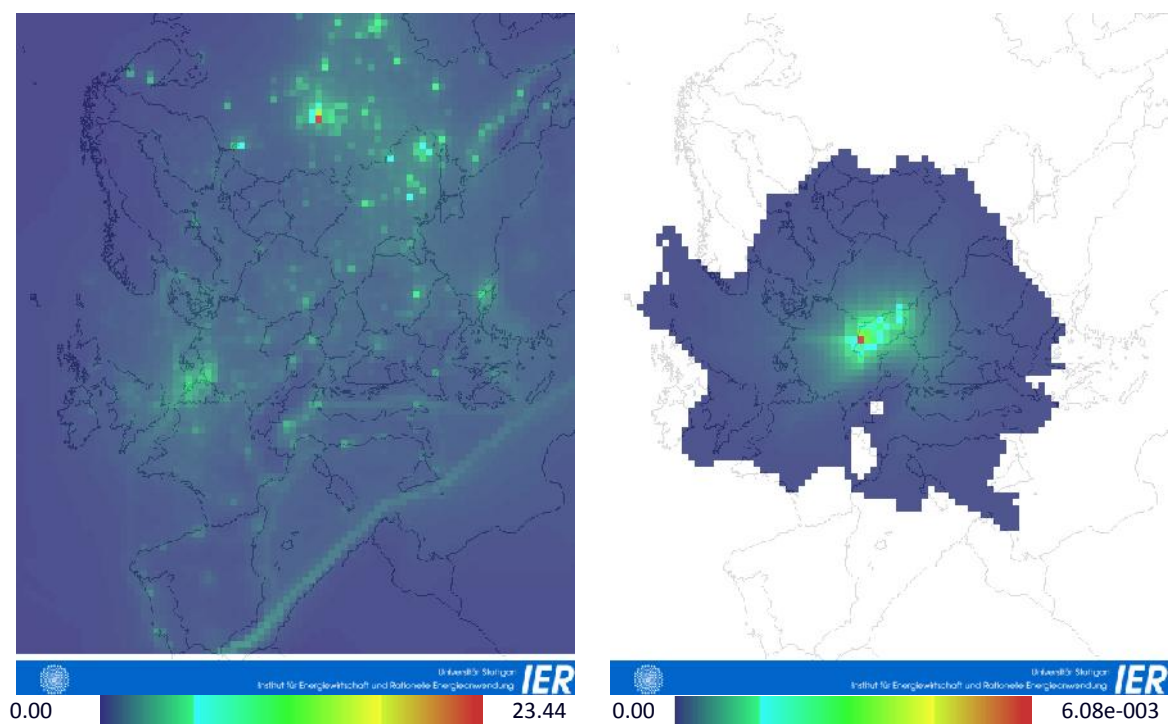 Universität Stuttgart
Institut für Energiewirtschaft und Rationelle Energieanwendung
IER
Universität Stuttgart
Institut für Energiewirtschaft und Rationelle Energieanwendung
IER
0.00
23.44
0.00
6.08e-003